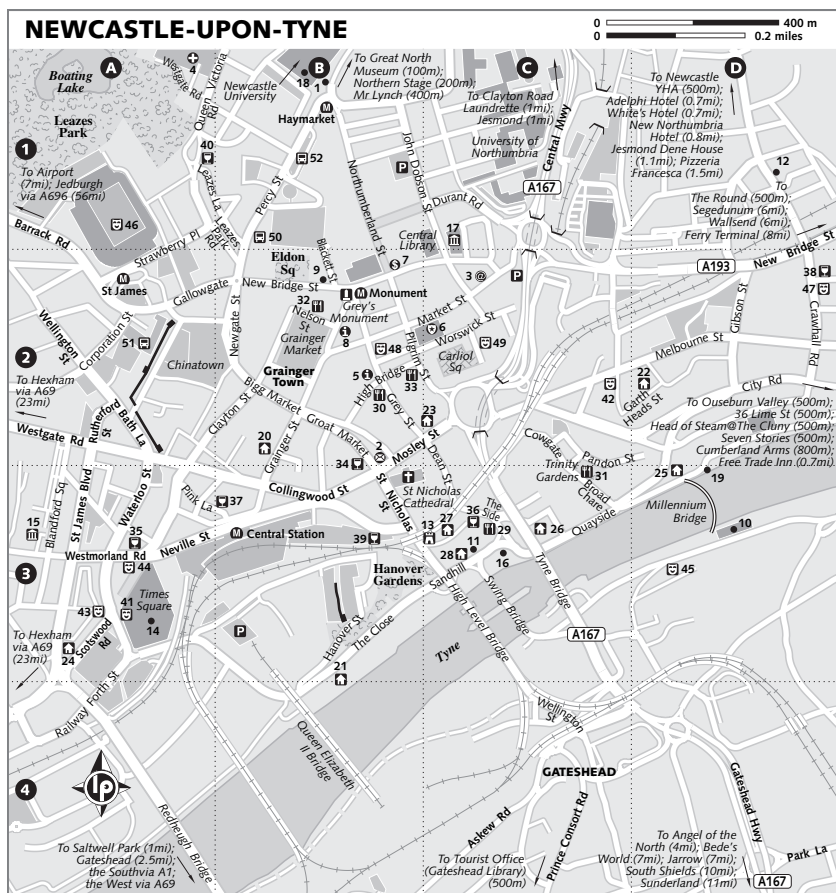 NEWCASTLE-UPON-TYNE
0 400 m
0 0.2 miles
A
B
C
D
1
2
3
4
Boating
Lake
Leazes
Park
Westgate Rd
4
Queen Victoria
Rd
Newcastle
University
18
1
Haymarket
To Great North
Museum (100m);
Northern Stage (200m);
Mr Lynch (400m)
To Clayton Road
Laundrette (1mi);
Jesmond (1mi)
University of
Northumbria
Central Mwy
A167
To Newcastle
YHA (500m);
Adelphi Hotel (0.7mi);
White's Hotel (0.7mi);
New Northumbria
Hotel (0.8mi);
Jesmond Dene House
(1.1mi); Pizzeria
Francesca (1.5mi)
12
To
The Round (500m);
Segedunum (6mi);
Wallsend (6mi);
Ferry Terminal (8mi)
To Airport
(7mi); Jedburgh
via A696 (56mi)
40
Leazes La
Leazes
Park Rd
Percy St
52
P
John Dobson St
Northumberland St
Durant Rd
46
Barrack Rd
Strawberry Pl
50
Eldon
Sq
Blackett St
9
7
Central
Library
17
3
P
A193
New Bridge St
38
47
St James
Gallowgate
New Bridge St
Monument
Grey's
Monument
32
Nelson
St
Grainger
Market
8
Market St
6
Worswick St
Carliol
Sq
48
49
Pilgrim St
Gibson St
Crawhall Rd
Melbourne St
City Rd
Wellington
St
Corporation St
51
Chinatown
Newgate St
Grainger
Town
5
High Bridge
33
30
Grey St
23
42
22
Garth
Heads St
To Hexham
via A69
(23mi)
Bath La
Rutherford
St
Clayton St
Bigg Market
Groat Market
20
Grainger St
2
Mosley St
Dean St
Cowgate
Pandon St
To Ouseburn Valley (500m);
36 Lime St (500m);
Head of Steam@The Cluny (500m);
Seven Stories (500m);
Cumberland Arms (800m);
Free Trade Inn (0.7mi)
Westgate Rd
34
St Nicholas
Cathedral
St Nicholas
St
Collingwood St
Trinity
Gardens
31
Broad
Chare
25
19
Blandford Sq
St James Blvd
Waterloo St
Pink La
37
15
35
Neville St
Central Station
39
13
27
36
The
Side
29
26
Quayside
Millennium
Bridge
10
Westmorland Rd
44
28
11
16
Hanover
Gardens
Sandhill
45
41
Times
Square
43
14
Swing Bridge
Tyne Bridge
High Level Bridge
To Hexham
via A69
(23mi)
24
Scotswood
Rd
P
Hanover St
The Close
A167
Tyne
21
Railway Forth St
Wellington
St
Queen Elizabeth
II Bridge
lp
GATESHEAD
Redheugh Bridge
Askew Rd
Prince Consort Rd
Gateshead Hwy
Park La
To Saltwell Park (1mi);
Gateshead (2.5mi);
the Southvia A1;
the West via A69
To Tourist Office
(Gateshead Library)
(500m)
To Angel of the
North (4mi); Bede's
World (7mi); Jarrow (7mi);
South Shields (10mi);
Sunderland (11m)
A167